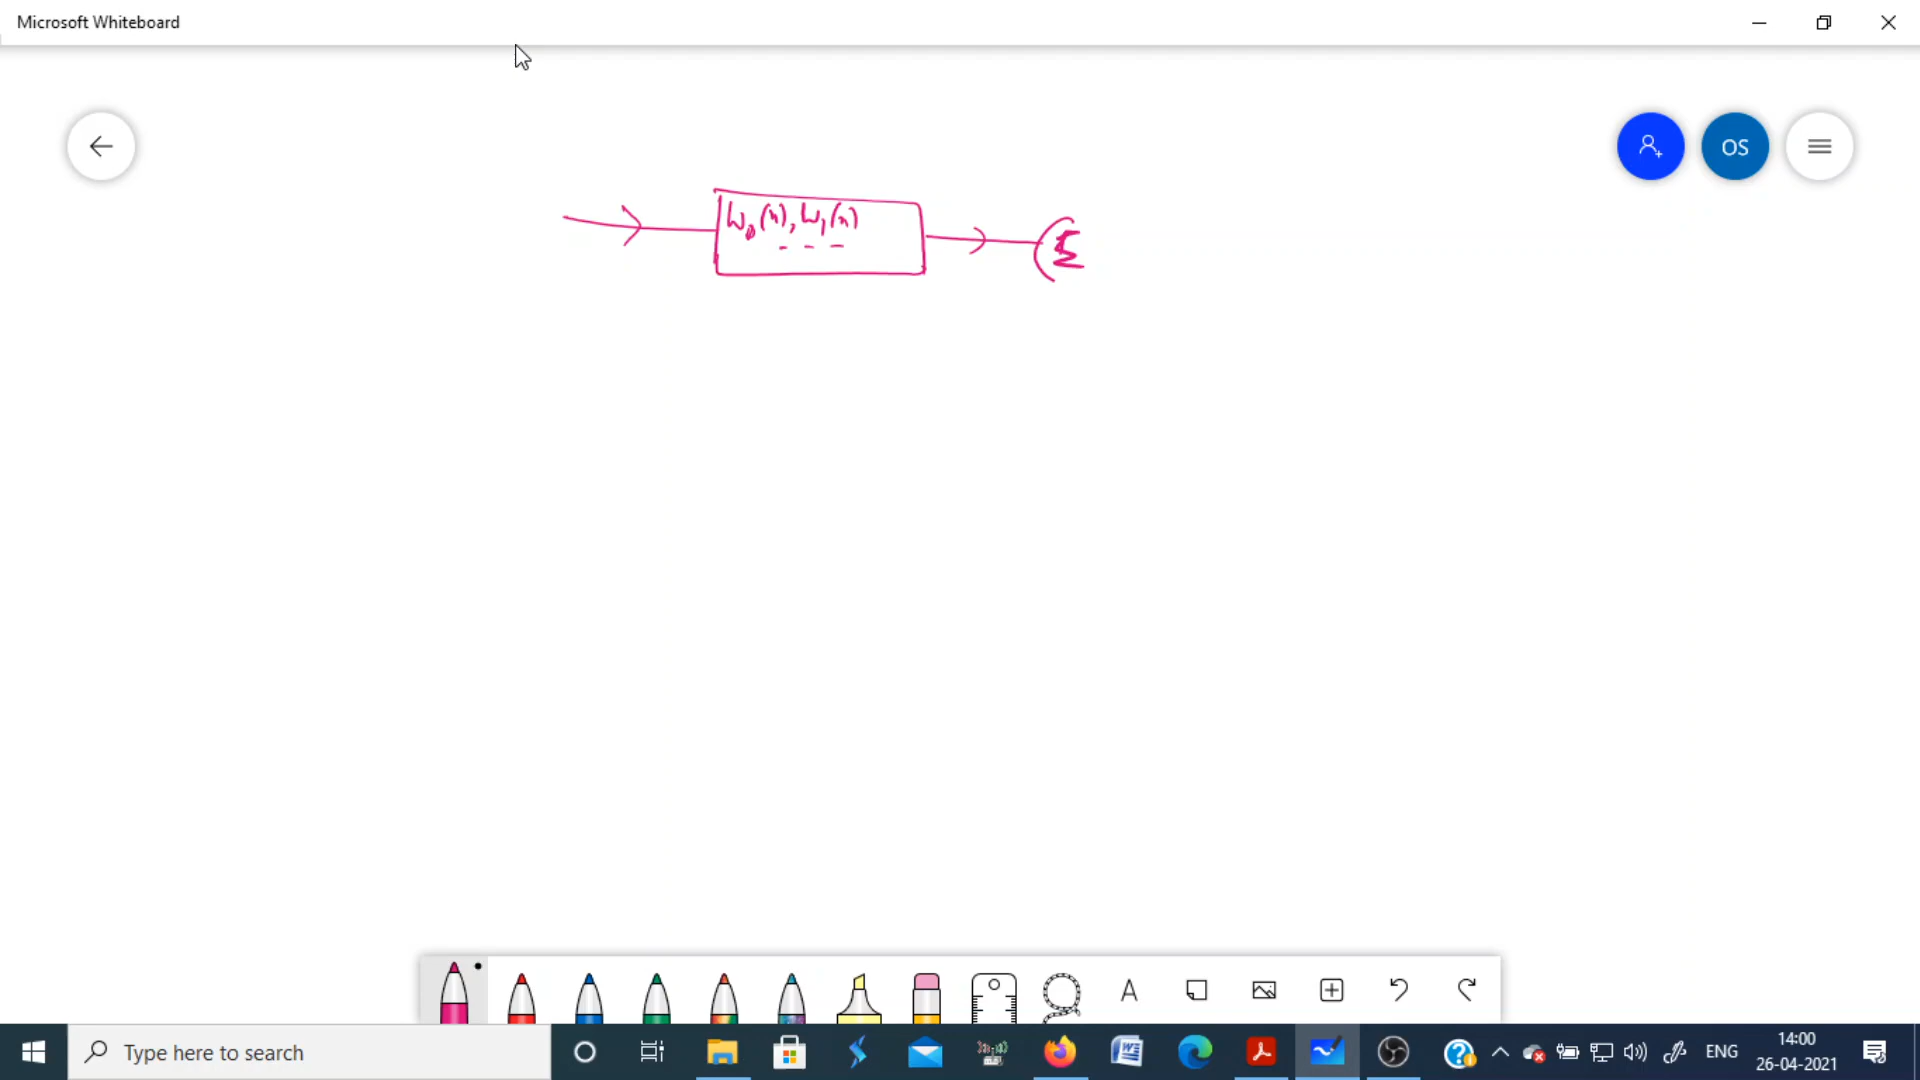 Microsoft Whiteboard
OS
W₀(n), W₁(n)
- - -
Σ
A
Type here to search
ENG
14:00
26-04-2021